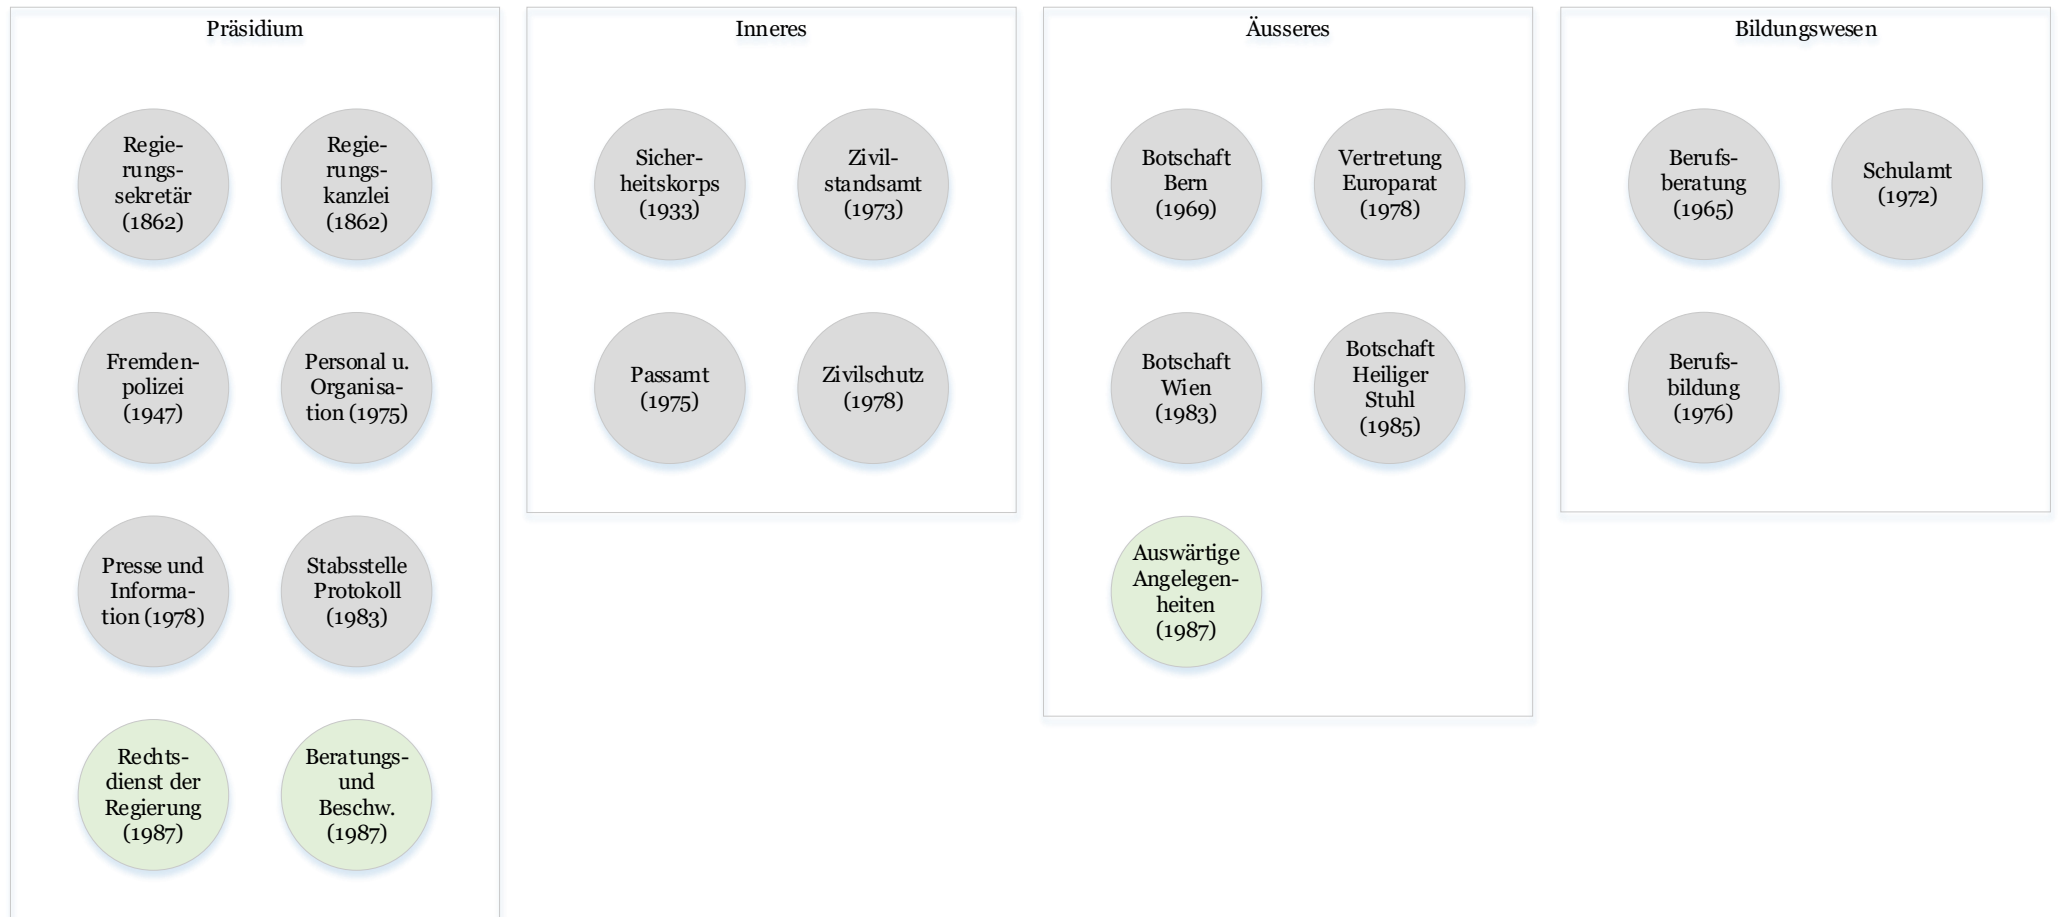 Präsidium
Regie-
rungs-
sekretär
(1862)
Regie-
rungs-
kanzlei
(1862)
Fremden-
polizei
(1947)
Personal u.
Organisa-
tion (1975)
Presse und
Informa-
tion (1978)
Stabsstelle
Protokoll
(1983)
Rechts-
dienst der
Regierung
(1987)
Beratungs-
und
Beschw.
(1987)
Inneres
Sicher-
heitskorps
(1933)
Zivil-
standsamt
(1973)
Passamt
(1975)
Zivilschutz
(1978)
Äusseres
Botschaft
Bern
(1969)
Vertretung
Europarat
(1978)
Botschaft
Wien
(1983)
Botschaft
Heiliger
Stuhl
(1985)
Auswärtige
Angelegen-
heiten
(1987)
Bildungswesen
Berufs-
beratung
(1965)
Schulamt
(1972)
Berufs-
bildung
(1976)